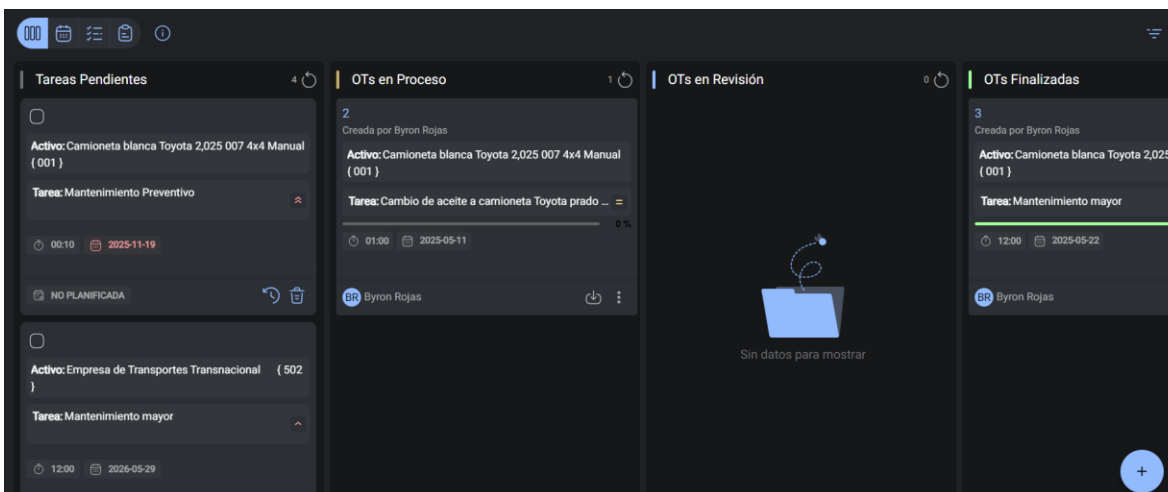 Tareas Pendientes
4
Activo: Camioneta blanca Toyota 2,025 007 4x4 Manual
{ 001 }
Tarea: Mantenimiento Preventivo
00:10
2025-11-19
NO PLANIFICADA
Activo: Empresa de Transportes Transnacional { 502
}
Tarea: Mantenimiento mayor
12:00
2026-05-29
OTs en Proceso
1
2
Creada por Byron Rojas
Activo: Camioneta blanca Toyota 2,025 007 4x4 Manual
{ 001 }
Tarea: Cambio de aceite a camioneta Toyota prado ...
0 %
01:00
2025-05-11
BR Byron Rojas
OTs en Revisión
0
Sin datos para mostrar
OTs Finalizadas
3
Creada por Byron Rojas
Activo: Camioneta blanca Toyota 2,025
{ 001 }
Tarea: Mantenimiento mayor
12:00
2025-05-22
BR Byron Rojas